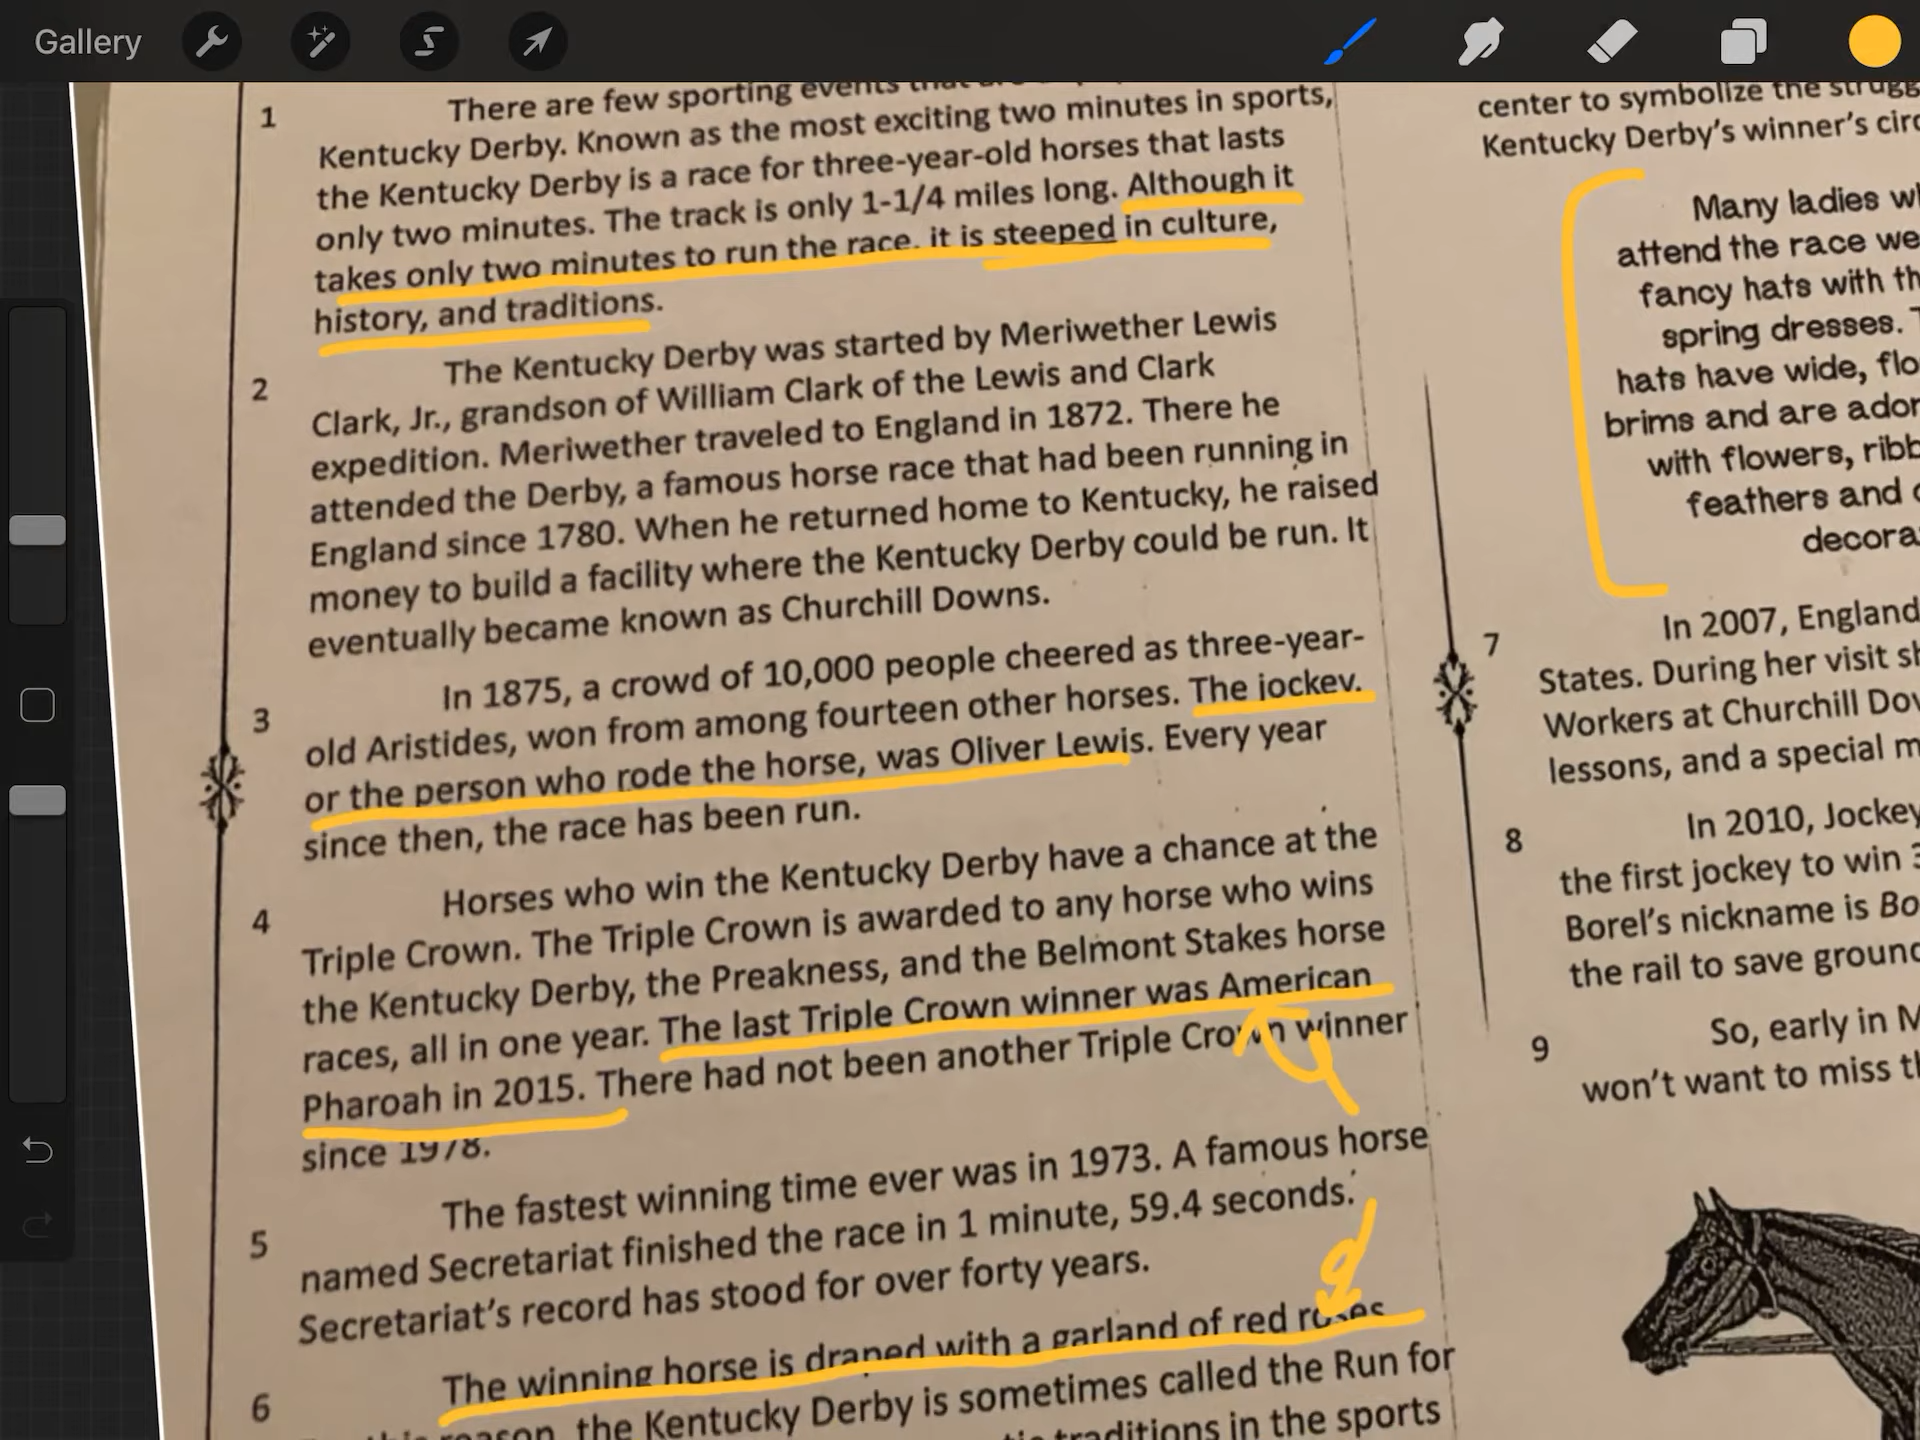 Gallery
1
There are few sporting events that
Kentucky Derby. Known as the most exciting two minutes in sports,
the Kentucky Derby is a race for three-year-old horses that lasts
only two minutes. The track is only 1-1/4 miles long. Although it
takes only two minutes to run the race, it is steeped in culture,
history, and traditions.
2
The Kentucky Derby was started by Meriwether Lewis
Clark, Jr., grandson of William Clark of the Lewis and Clark
expedition. Meriwether traveled to England in 1872. There he
attended the Derby, a famous horse race that had been running in
England since 1780. When he returned home to Kentucky, he raised
money to build a facility where the Kentucky Derby could be run. It
eventually became known as Churchill Downs.
3
In 1875, a crowd of 10,000 people cheered as three-year-
old Aristides, won from among fourteen other horses. The jockey,
or the person who rode the horse, was Oliver Lewis. Every year
since then, the race has been run.
4
Horses who win the Kentucky Derby have a chance at the
Triple Crown. The Triple Crown is awarded to any horse who wins
the Kentucky Derby, the Preakness, and the Belmont Stakes horse
races, all in one year. The last Triple Crown winner was American
Pharoah in 2015. There had not been another Triple Crown winner
since 1978.
5
The fastest winning time ever was in 1973. A famous horse
named Secretariat finished the race in 1 minute, 59.4 seconds.
Secretariat's record has stood for over forty years.
6
The winning horse is draped with a garland of red roses
reason, the Kentucky Derby is sometimes called the Run for
traditions in the sports
center to symbolize the
Kentucky Derby's winner's
Many ladies
attend the race
fancy hats with
spring dresses.
hats have wide,
brims and are
with flowers,
feathers and
7
In 2007, England
States. During her visit
Workers at Churchill
lessons, and a special
8
In 2010, Jockey
the first jockey to win
Borel's nickname is
the rail to save
9
So, early in
won't want to miss